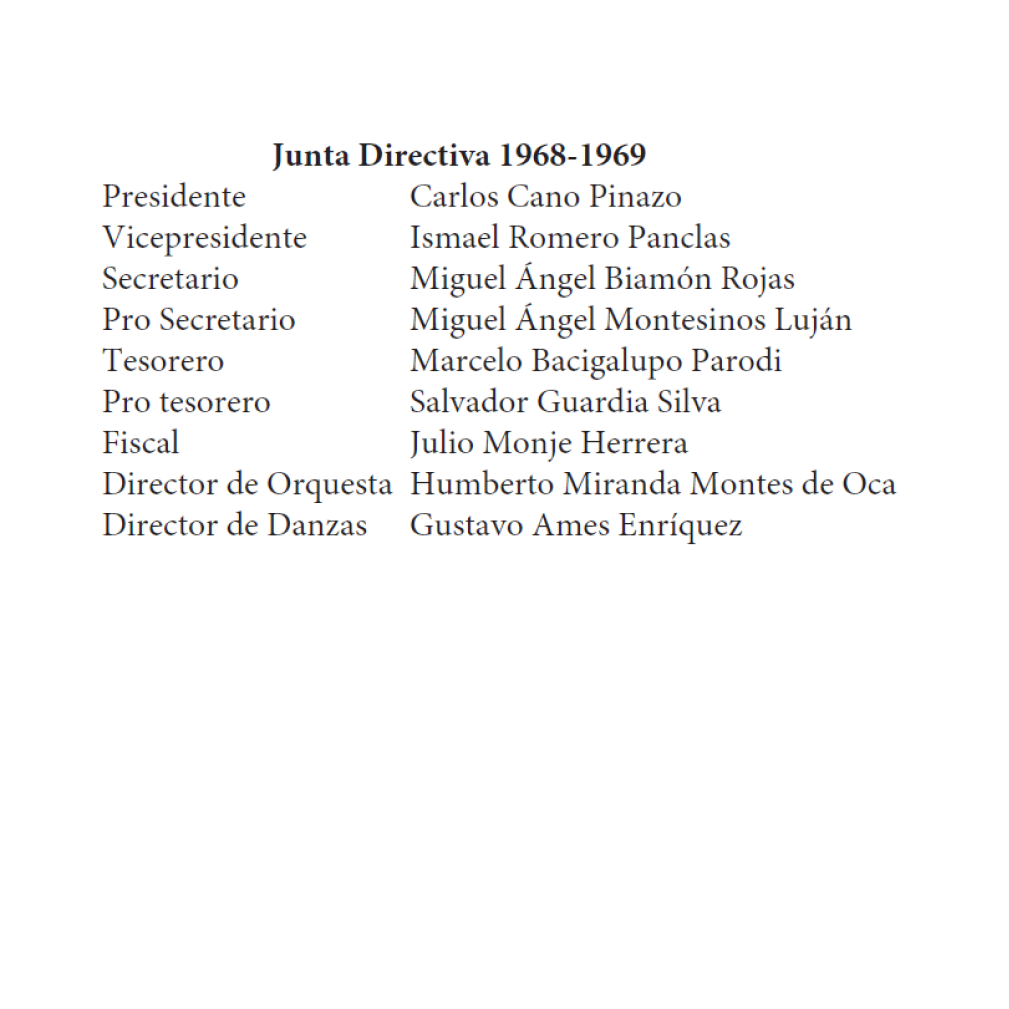 Junta Directiva 1968-1969
Presidente Carlos Cano Pinazo
Vicepresidente Ismael Romero Panclas
Secretario Miguel Ángel Biamón Rojas
Pro Secretario Miguel Ángel Montesinos Luján
Tesorero Marcelo Bacigalupo Parodi
Pro tesorero Salvador Guardia Silva
Fiscal Julio Monje Herrera
Director de Orquesta Humberto Miranda Montes de Oca
Director de Danzas Gustavo Ames Enríquez